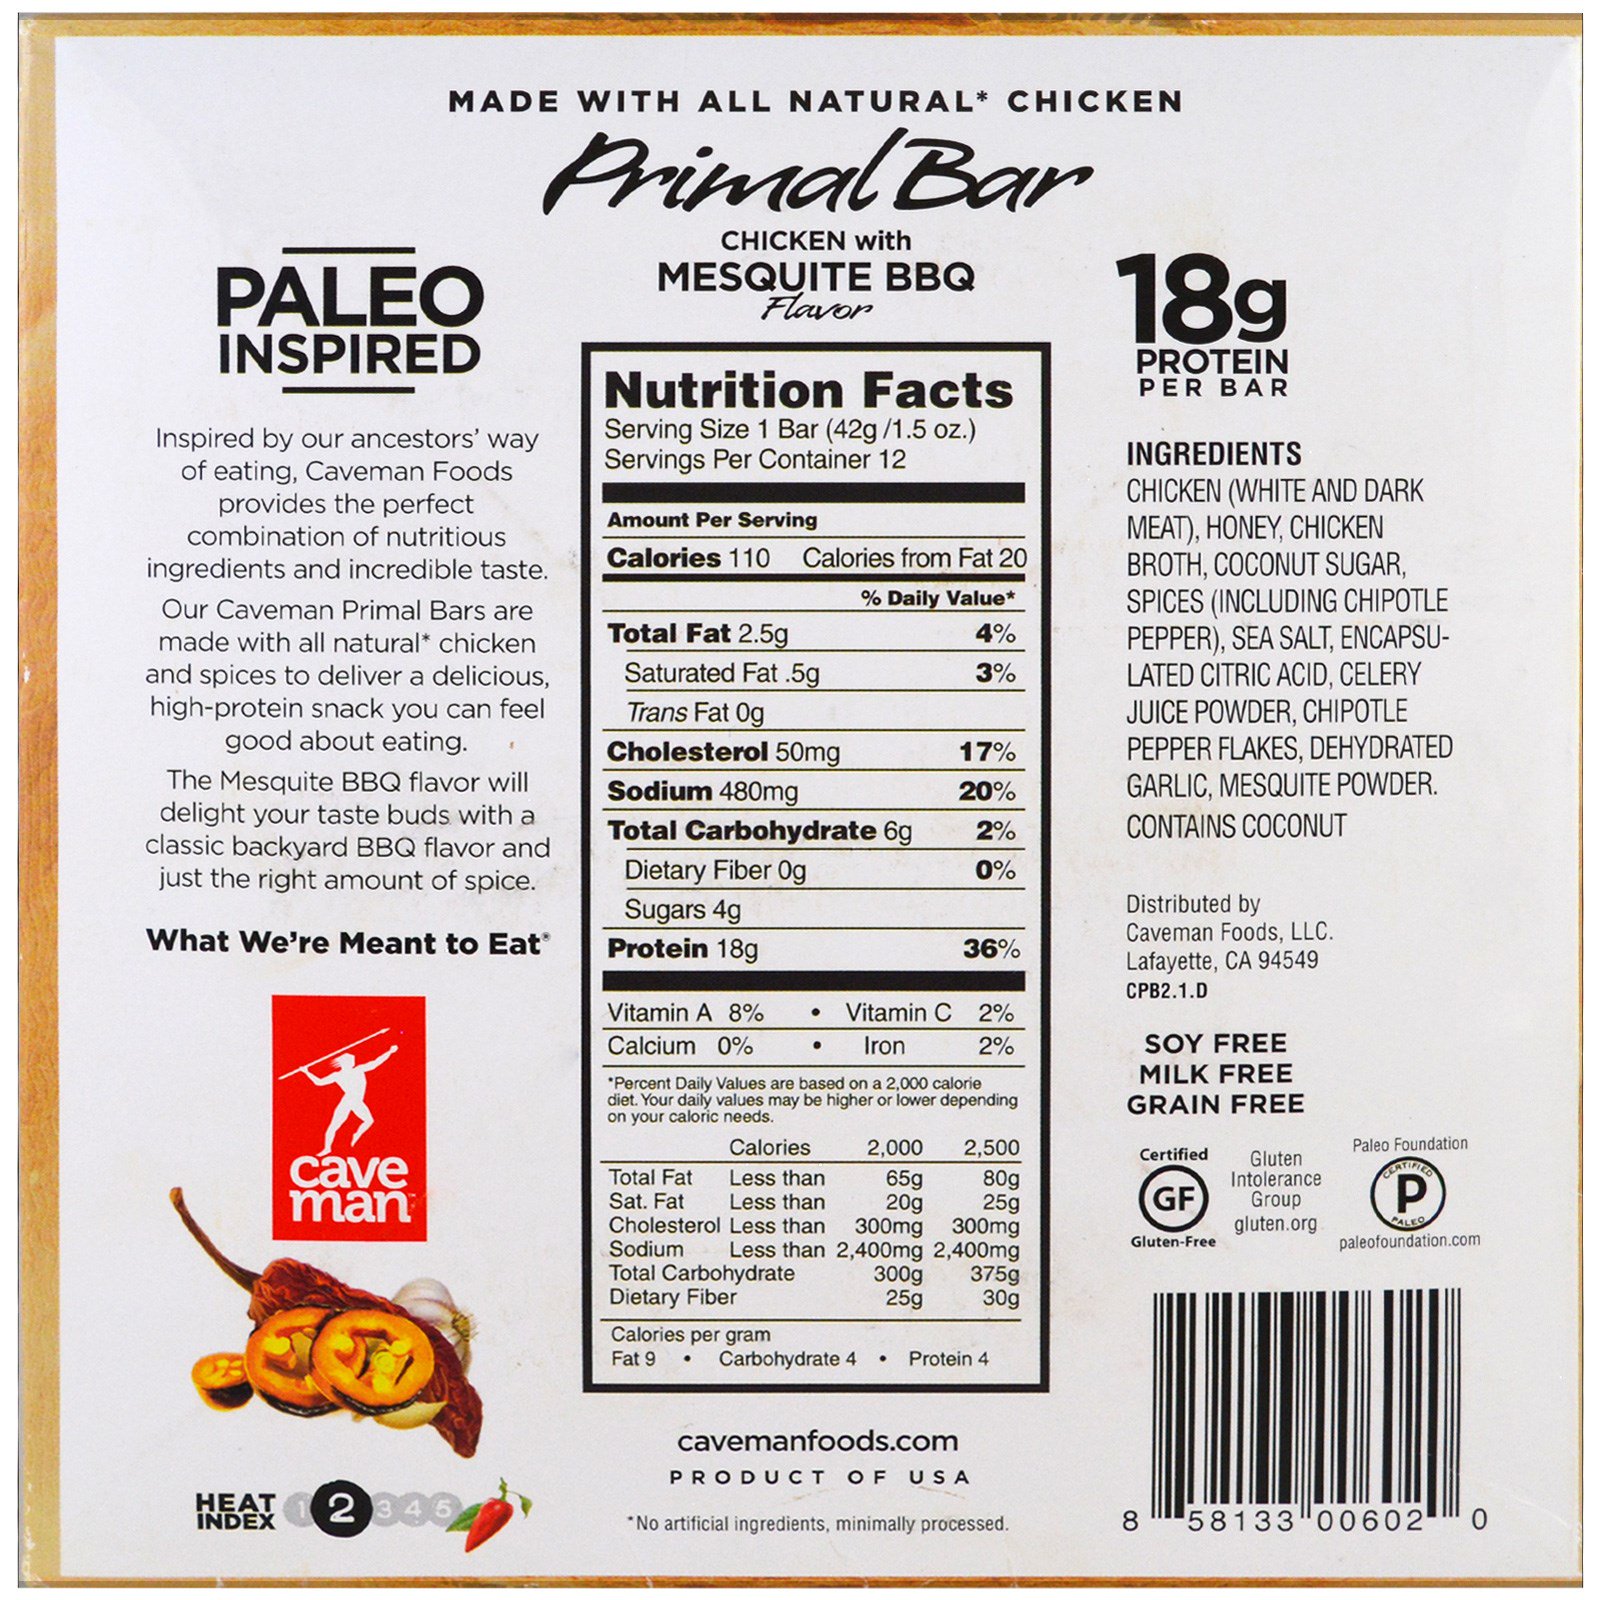 MADE WITH ALL NATURAL* CHICKEN
Primal Bar
CHICKEN with
MESQUITE BBQ
Flavor
PALEO
INSPIRED
Inspired by our ancestors' way
of eating, Caveman Foods
provides the perfect
combination of nutritious
ingredients and incredible taste.
Our Caveman Primal Bars are
made with all natural* chicken
and spices to deliver a delicious,
high-protein snack you can feel
good about eating.
The Mesquite BBQ flavor will
delight your taste buds with a
classic backyard BBQ flavor and
just the right amount of spice.
What We're Meant to Eat®
cave
man™
HEAT
INDEX
1 2 3 4 5
Nutrition Facts
Serving Size 1 Bar (42g /1.5 oz.)
Servings Per Container 12
Amount Per Serving
Calories 110 Calories from Fat 20
% Daily Value*
Total Fat 2.5g 4%
Saturated Fat .5g 3%
Trans Fat 0g
Cholesterol 50mg 17%
Sodium 480mg 20%
Total Carbohydrate 6g 2%
Dietary Fiber 0g 0%
Sugars 4g
Protein 18g 36%
Vitamin A 8% • Vitamin C 2%
Calcium 0% • Iron 2%
*Percent Daily Values are based on a 2,000 calorie
diet. Your daily values may be higher or lower depending
on your caloric needs.
Calories 2,000 2,500
Total Fat Less than 65g 80g
Sat. Fat Less than 20g 25g
Cholesterol Less than 300mg 300mg
Sodium Less than 2,400mg 2,400mg
Total Carbohydrate 300g 375g
Dietary Fiber 25g 30g
Calories per gram
Fat 9 • Carbohydrate 4 • Protein 4
cavemanfoods.com
PRODUCT OF USA
*No artificial ingredients, minimally processed.
18g
PROTEIN
PER BAR
INGREDIENTS
CHICKEN (WHITE AND DARK
MEAT), HONEY, CHICKEN
BROTH, COCONUT SUGAR,
SPICES (INCLUDING CHIPOTLE
PEPPER), SEA SALT, ENCAPSU-
LATED CITRIC ACID, CELERY
JUICE POWDER, CHIPOTLE
PEPPER FLAKES, DEHYDRATED
GARLIC, MESQUITE POWDER.
CONTAINS COCONUT
Distributed by
Caveman Foods, LLC.
Lafayette, CA 94549
CPB2.1.D
SOY FREE
MILK FREE
GRAIN FREE
Certified
GF
Gluten-Free
Gluten
Intolerance
Group
gluten.org
Paleo Foundation
CERTIFIED
P
PALEO
paleofoundation.com
8 58133 00602 0